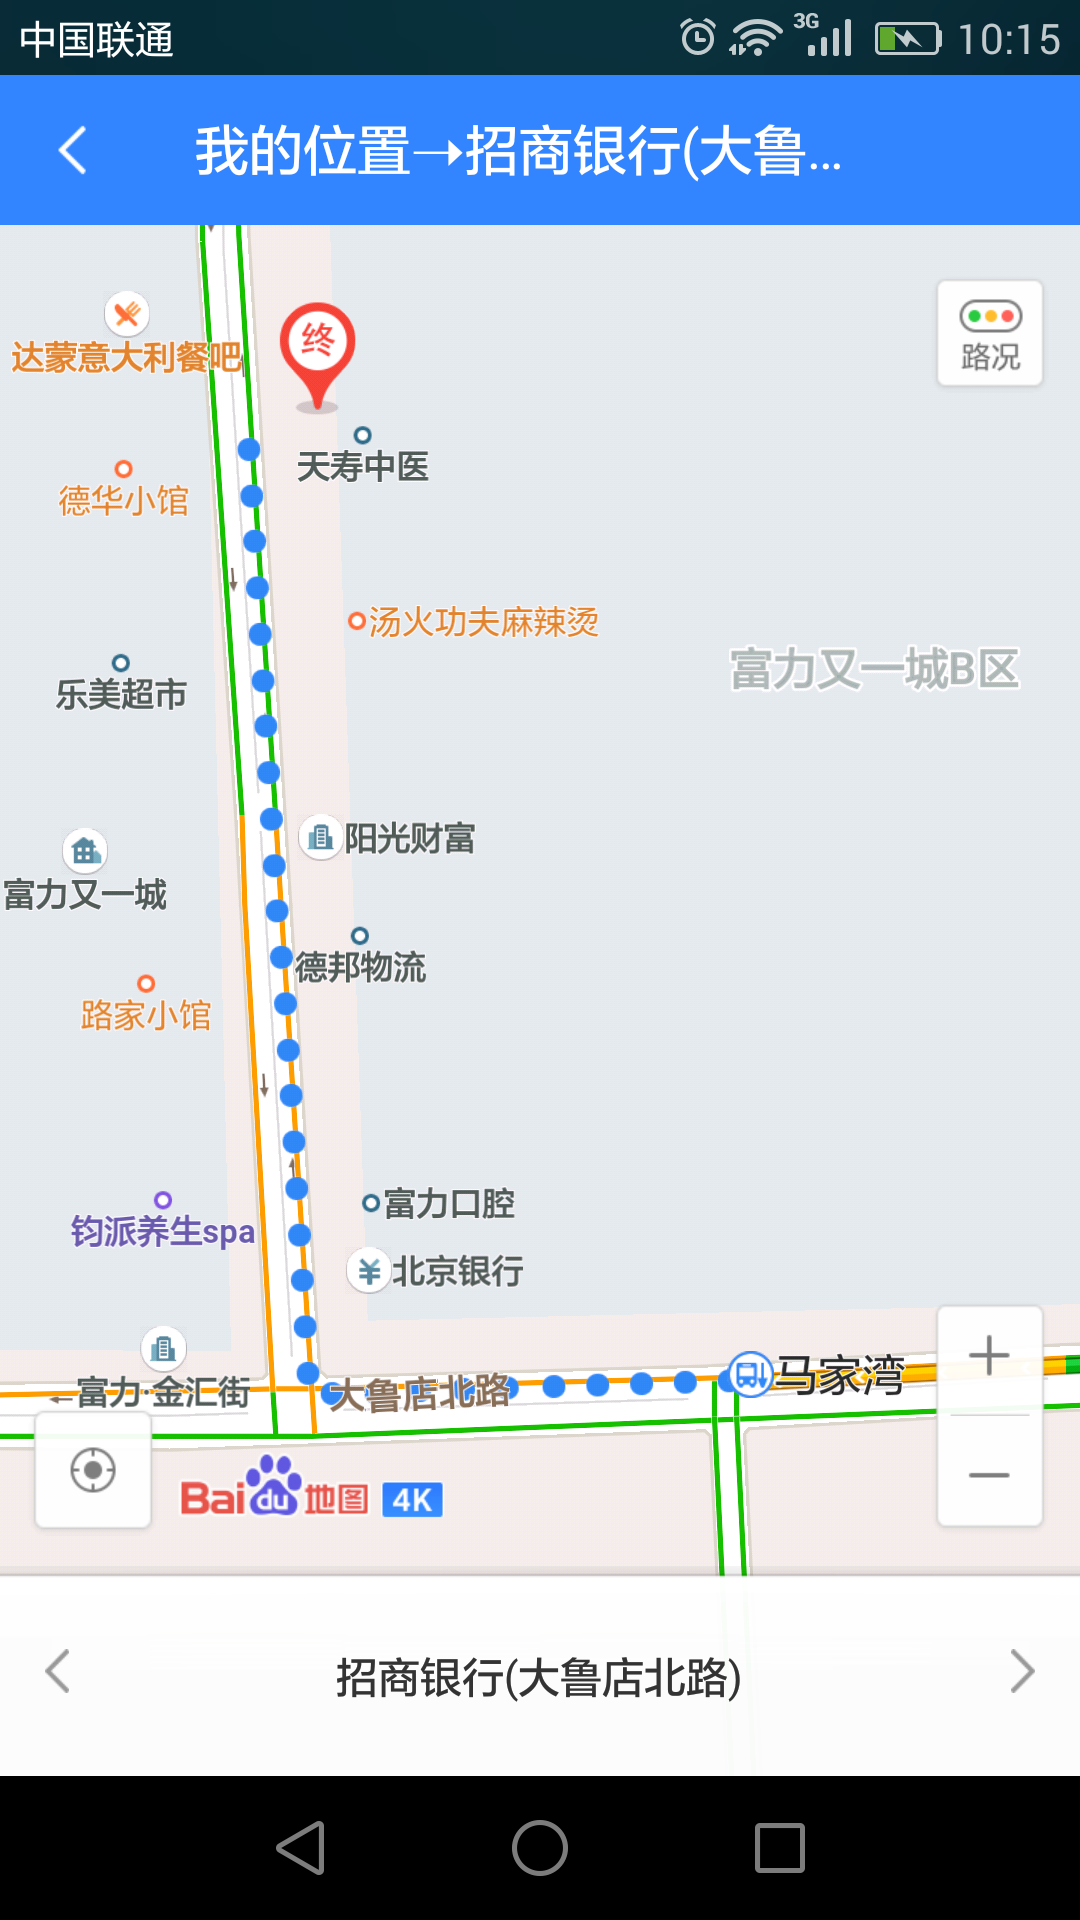 中国联通
3G
10:15
我的位置→招商银行(大鲁...
终
路况
达蒙意大利餐吧
天寿中医
德华小馆
汤火功夫麻辣烫
富力又一城B区
乐美超市
阳光财富
富力又一城
德邦物流
路家小馆
富力口腔
钧派养生spa
北京银行
马家湾
富力·金汇街
大鲁店北路
Bai du 地图 4K
招商银行(大鲁店北路)